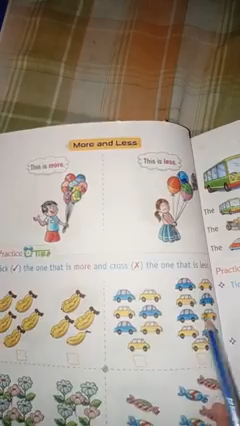 More and Less
This is more.
This is less.
The
The
The
Practice Time
Tick (✓) the one that is more and cross (✗) the one that is less
Practic